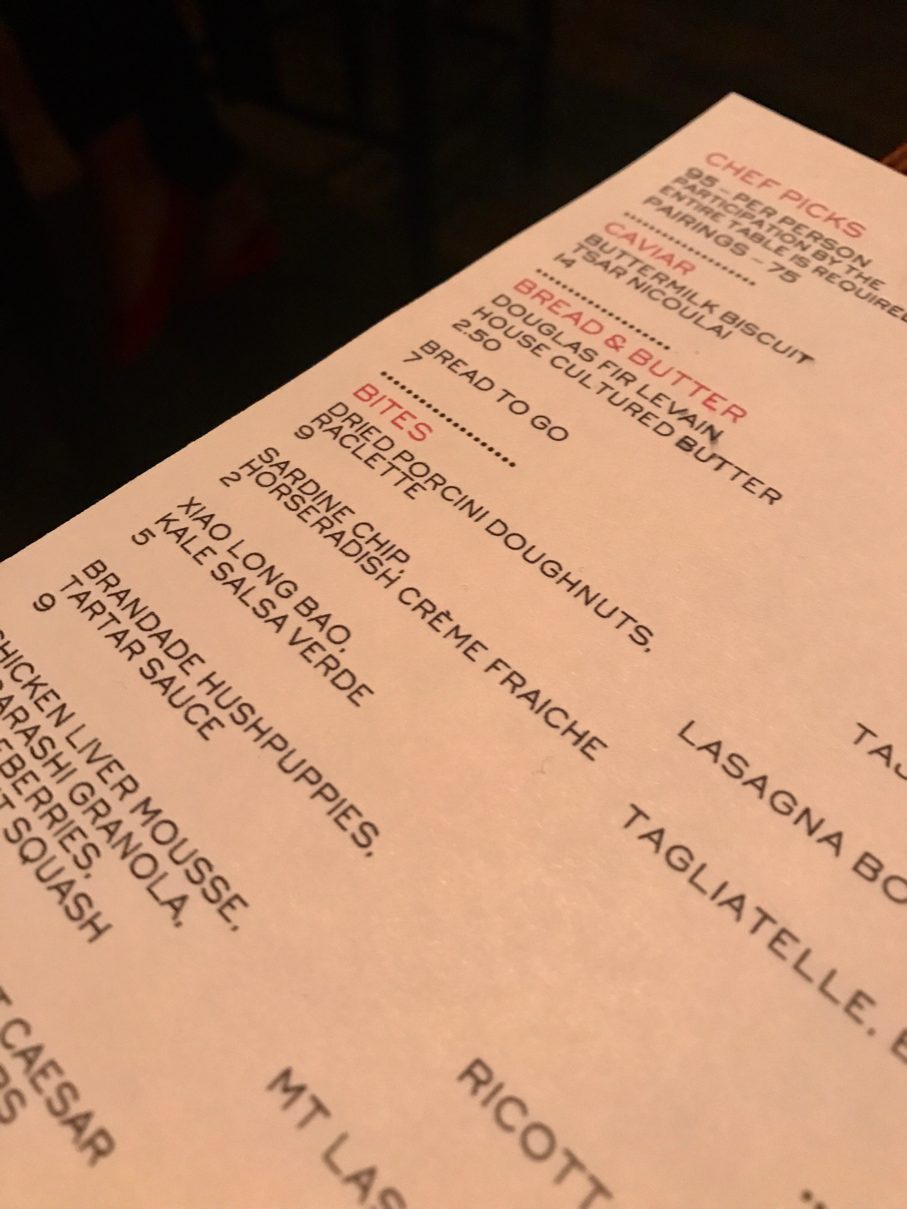 CHEF PICKS
95 – PER PERSON
PARTICIPATION BY THE
ENTIRE TABLE IS REQUIRED
PAIRINGS – 75
CAVIAR
BUTTERMILK BISCUIT
TSAR NICOULAI
14
BREAD & BUTTER
DOUGLAS FIR LEVAIN
HOUSE CULTURED BUTTER
2.50
BREAD TO GO
7
BITES
DRIED PORCINI DOUGHNUTS,
RACLETTE
9
SARDINE CHIP,
HORSERADISH CRÈME FRAICHE
2
XIAO LONG BAO,
KALE SALSA VERDE
5
BRANDADE HUSHPUPPIES,
TARTAR SAUCE
9
HICKEN LIVER MOUSSE,
ARASHI GRANOLA,
EBERRIES,
T SQUASH
CAESAR
LASAGNA BO
TAGLIATELLE, E
RICOTT
MT LAS